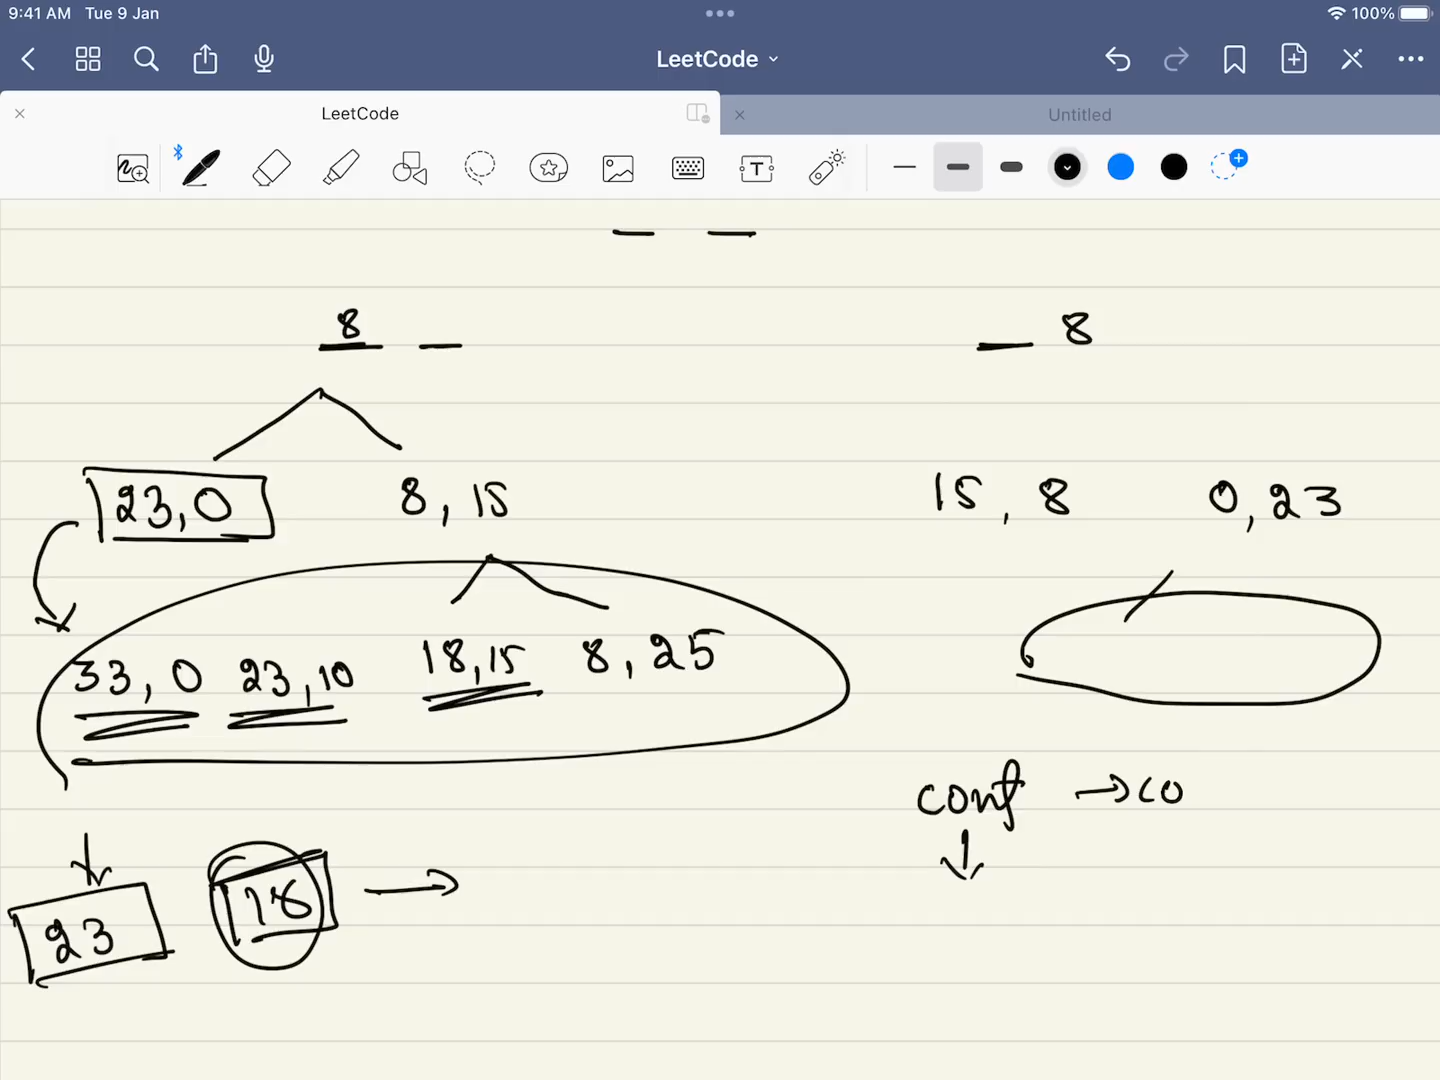 9:41 AM Tue 9 Jan 100%
LeetCode
LeetCode Untitled
T
8 8
23,0 8,15 15,8 0,23
33,0 23,10 18,15 8,25
conf → co
23 18 →